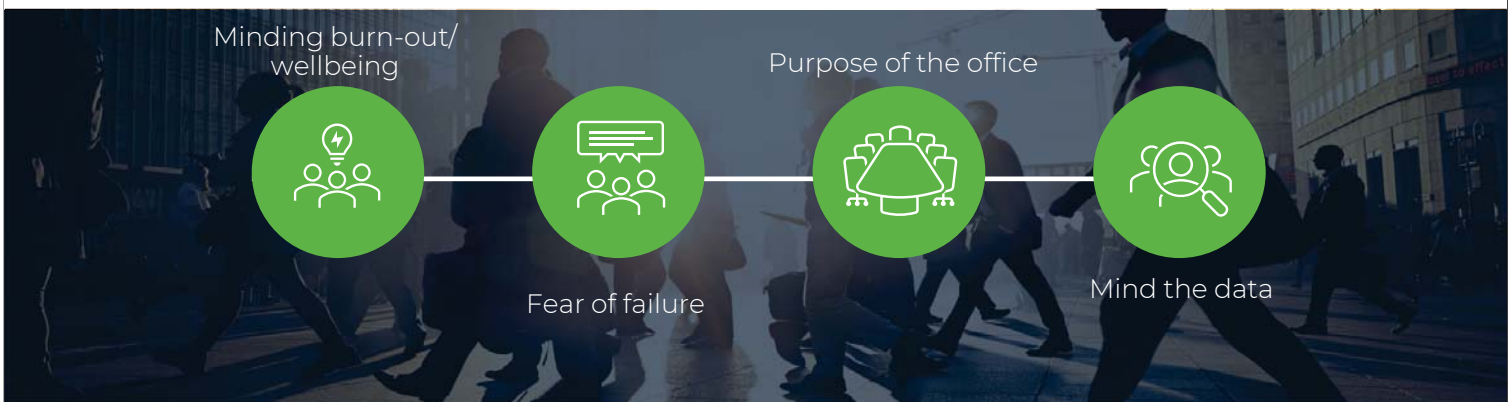 Minding burn-out/
wellbeing
Fear of failure
Purpose of the office
Mind the data